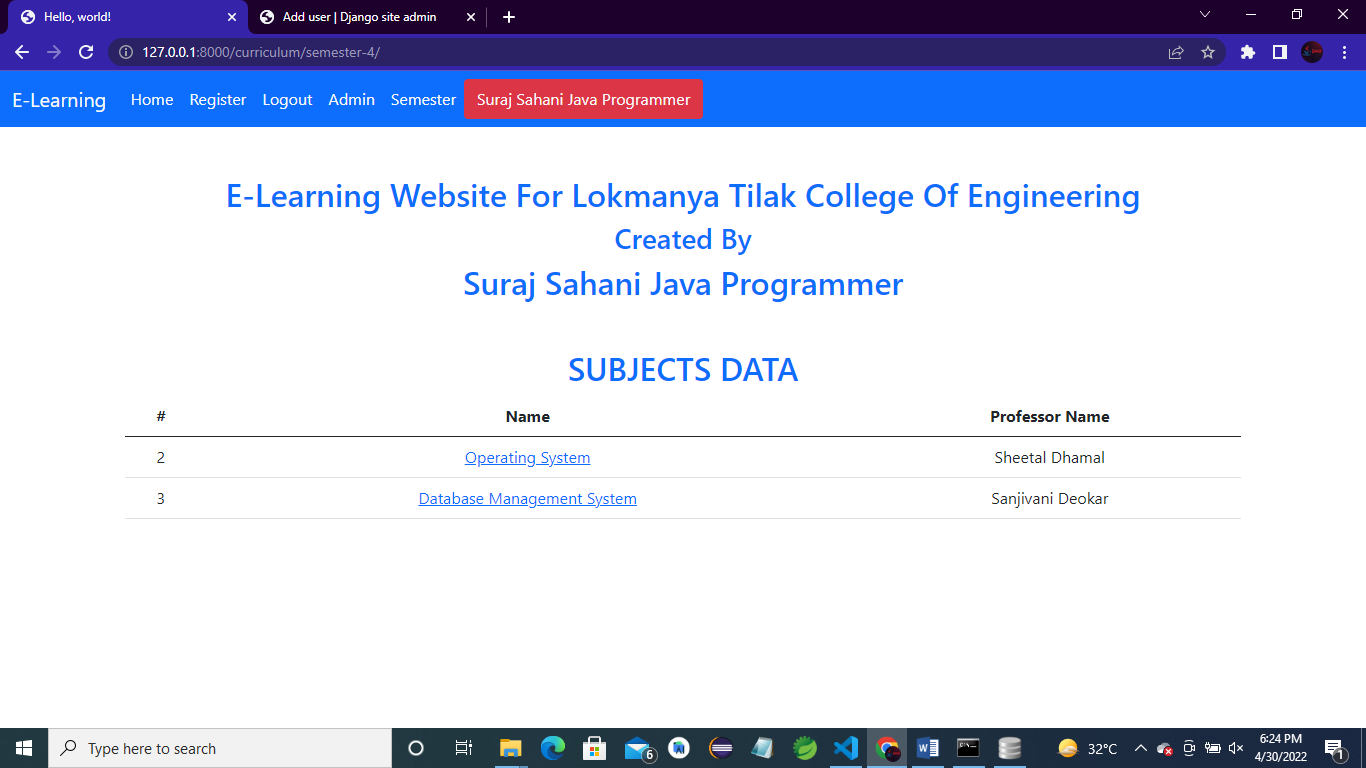 Hello, world!
Add user | Django site admin
127.0.0.1:8000/curriculum/semester-4/
E-Learning Home Register Logout Admin Semester Suraj Sahani Java Programmer
E-Learning Website For Lokmanya Tilak College Of Engineering
Created By
Suraj Sahani Java Programmer
SUBJECTS DATA
# Name Professor Name
2 Operating System Sheetal Dhamal
3 Database Management System Sanjivani Deokar
Type here to search
6
32°C
6:24 PM
4/30/2022
1